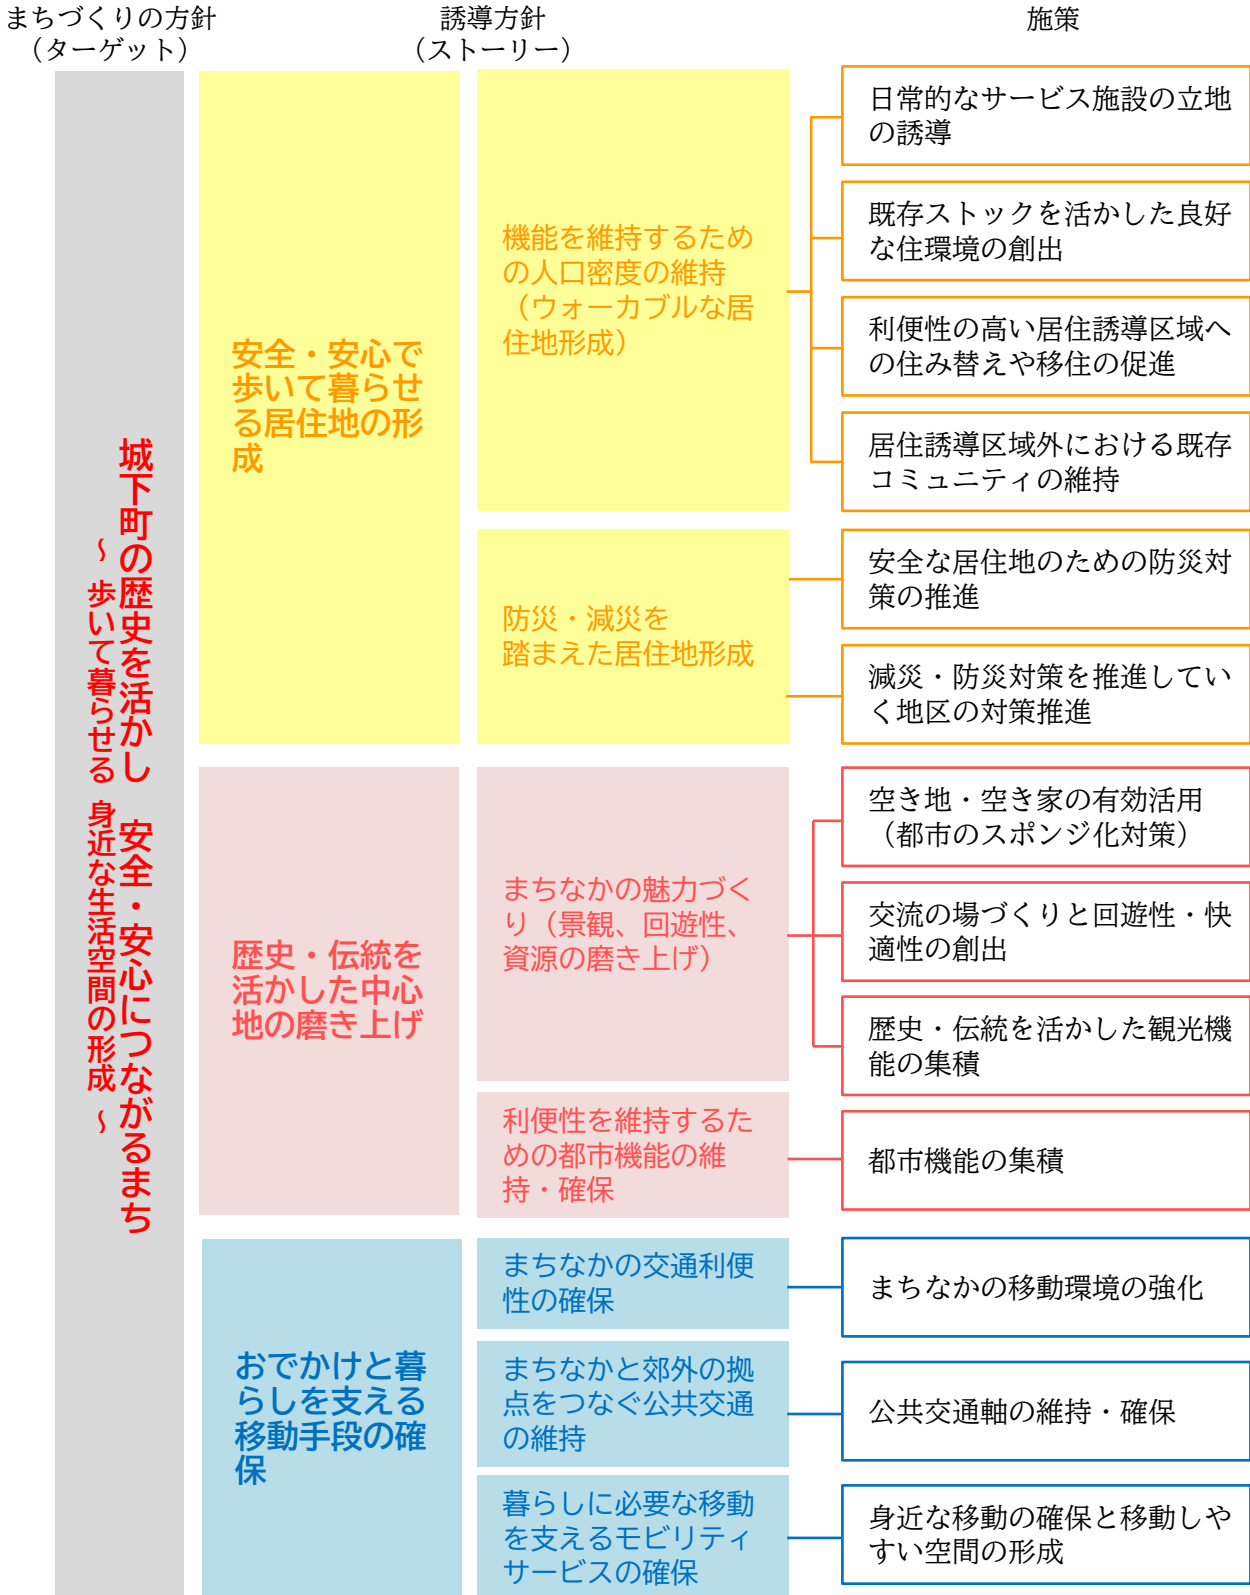 まちづくりの方針
（ターゲット）
誘導方針
（ストーリー）
施策
城下町の歴史を活かし 安全・安心につながるまち
～ 歩いて暮らせる 身近な生活空間の形成 ～
安全・安心で
歩いて暮らせ
る居住地の形
成
機能を維持するため
の人口密度の維持
（ウォーカブルな居
住地形成）
日常的なサービス施設の立地
の誘導
既存ストックを活かした良好
な住環境の創出
利便性の高い居住誘導区域へ
の住み替えや移住の促進
居住誘導区域外における既存
コミュニティの維持
防災・減災を
踏まえた居住地形成
安全な居住地のための防災対
策の推進
減災・防災対策を推進してい
く地区の対策推進
歴史・伝統を
活かした中心
地の磨き上げ
まちなかの魅力づく
り（景観、回遊性、
資源の磨き上げ）
空き地・空き家の有効活用
（都市のスポンジ化対策）
交流の場づくりと回遊性・快
適性の創出
歴史・伝統を活かした観光機
能の集積
利便性を維持するた
めの都市機能の維
持・確保
都市機能の集積
おでかけと暮
らしを支える
移動手段の確
保
まちなかの交通利便
性の確保
まちなかの移動環境の強化
まちなかと郊外の拠
点をつなぐ公共交通
の維持
公共交通軸の維持・確保
暮らしに必要な移動
を支えるモビリティ
サービスの確保
身近な移動の確保と移動しや
すい空間の形成